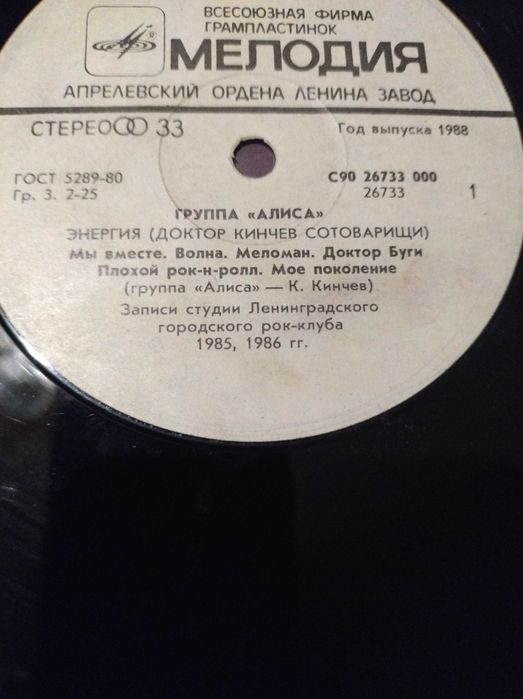 ВСЕСОЮЗНАЯ ФИРМА
ГРАМПЛАСТИНОК
МЕЛОДИЯ
АПРЕЛЕВСКИЙ ОРДЕНА ЛЕНИНА ЗАВОД
СТЕРЕО 33
Год выпуска 1988
ГОСТ 5289-80
С90 26733 000
Гр. 3. 2-25
26733
1
ГРУППА «АЛИСА»
ЭНЕРГИЯ (ДОКТОР КИНЧЕВ СОТОВАРИЩИ)
Мы вместе. Волна. Меломан. Доктор Буги
Плохой рок-н-ролл. Мое поколение
(группа «Алиса» — К. Кинчев)
Записи студии Ленинградского
городского рок-клуба
1985, 1986 гг.